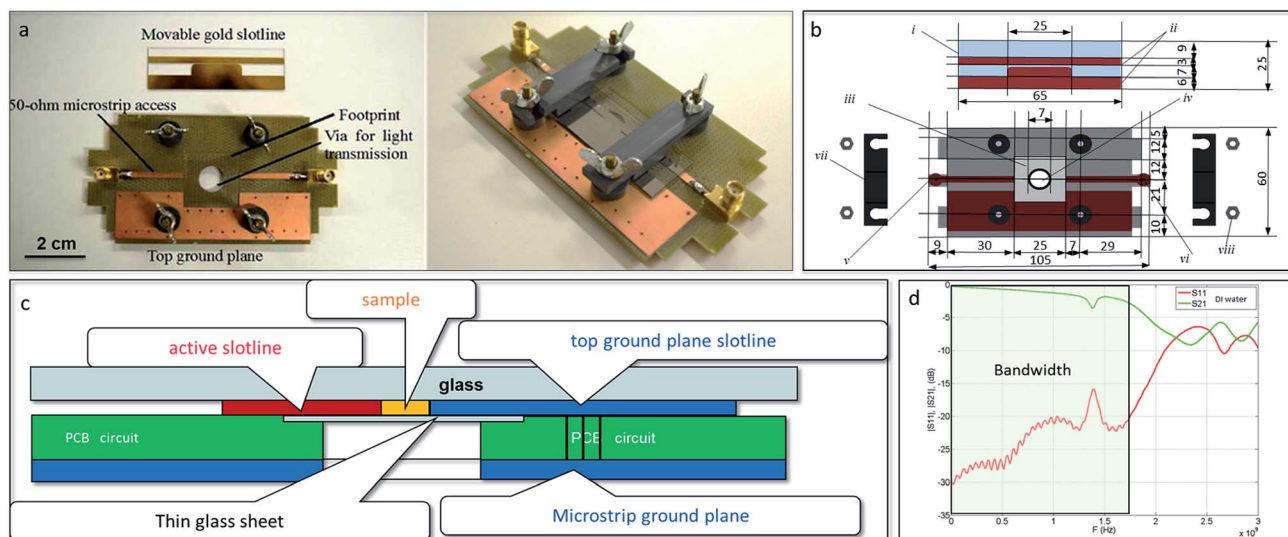 a
Movable gold slotline
50-ohm microstrip access
Footprint
Via for light
transmission
2 cm
Top ground plane
b
25
i
ii
9
3
7
6
25
65
iii
7
iv
5
12
12
12
21
10
60
vii
v
vi
viii
9
30
25
7
29
105
c
sample
active slotline
top ground plane slotline
glass
PCB circuit
PCB circuit
Thin glass sheet
Microstrip ground plane
d
S11
S21
DI water
Bandwidth
|S11|, |S21|, (dB)
0
-5
-10
-15
-20
-25
-30
-35
0
0.5
1
1.5
2
2.5
3
F (Hz)
x 10⁹